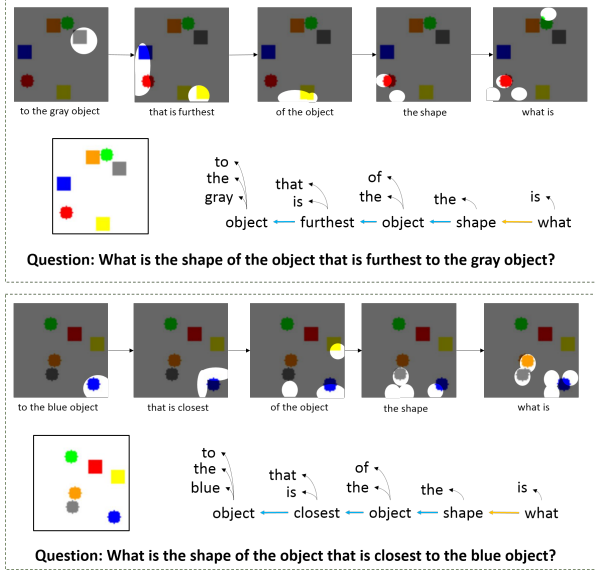 to the gray object
that is furthest
of the object
the shape
what is
to
the
gray
that
is
of
the
the
is
object
furthest
object
shape
what
Question: What is the shape of the object that is furthest to the gray object?
to the blue object
that is closest
of the object
the shape
what is
to
the
blue
that
is
of
the
the
is
object
closest
object
shape
what
Question: What is the shape of the object that is closest to the blue object?